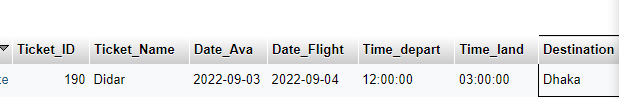 Ticket_ID Ticket_Name Date_Ava Date_Flight Time_depart Time_land Destination
te 190 Didar 2022-09-03 2022-09-04 12:00:00 03:00:00 Dhaka